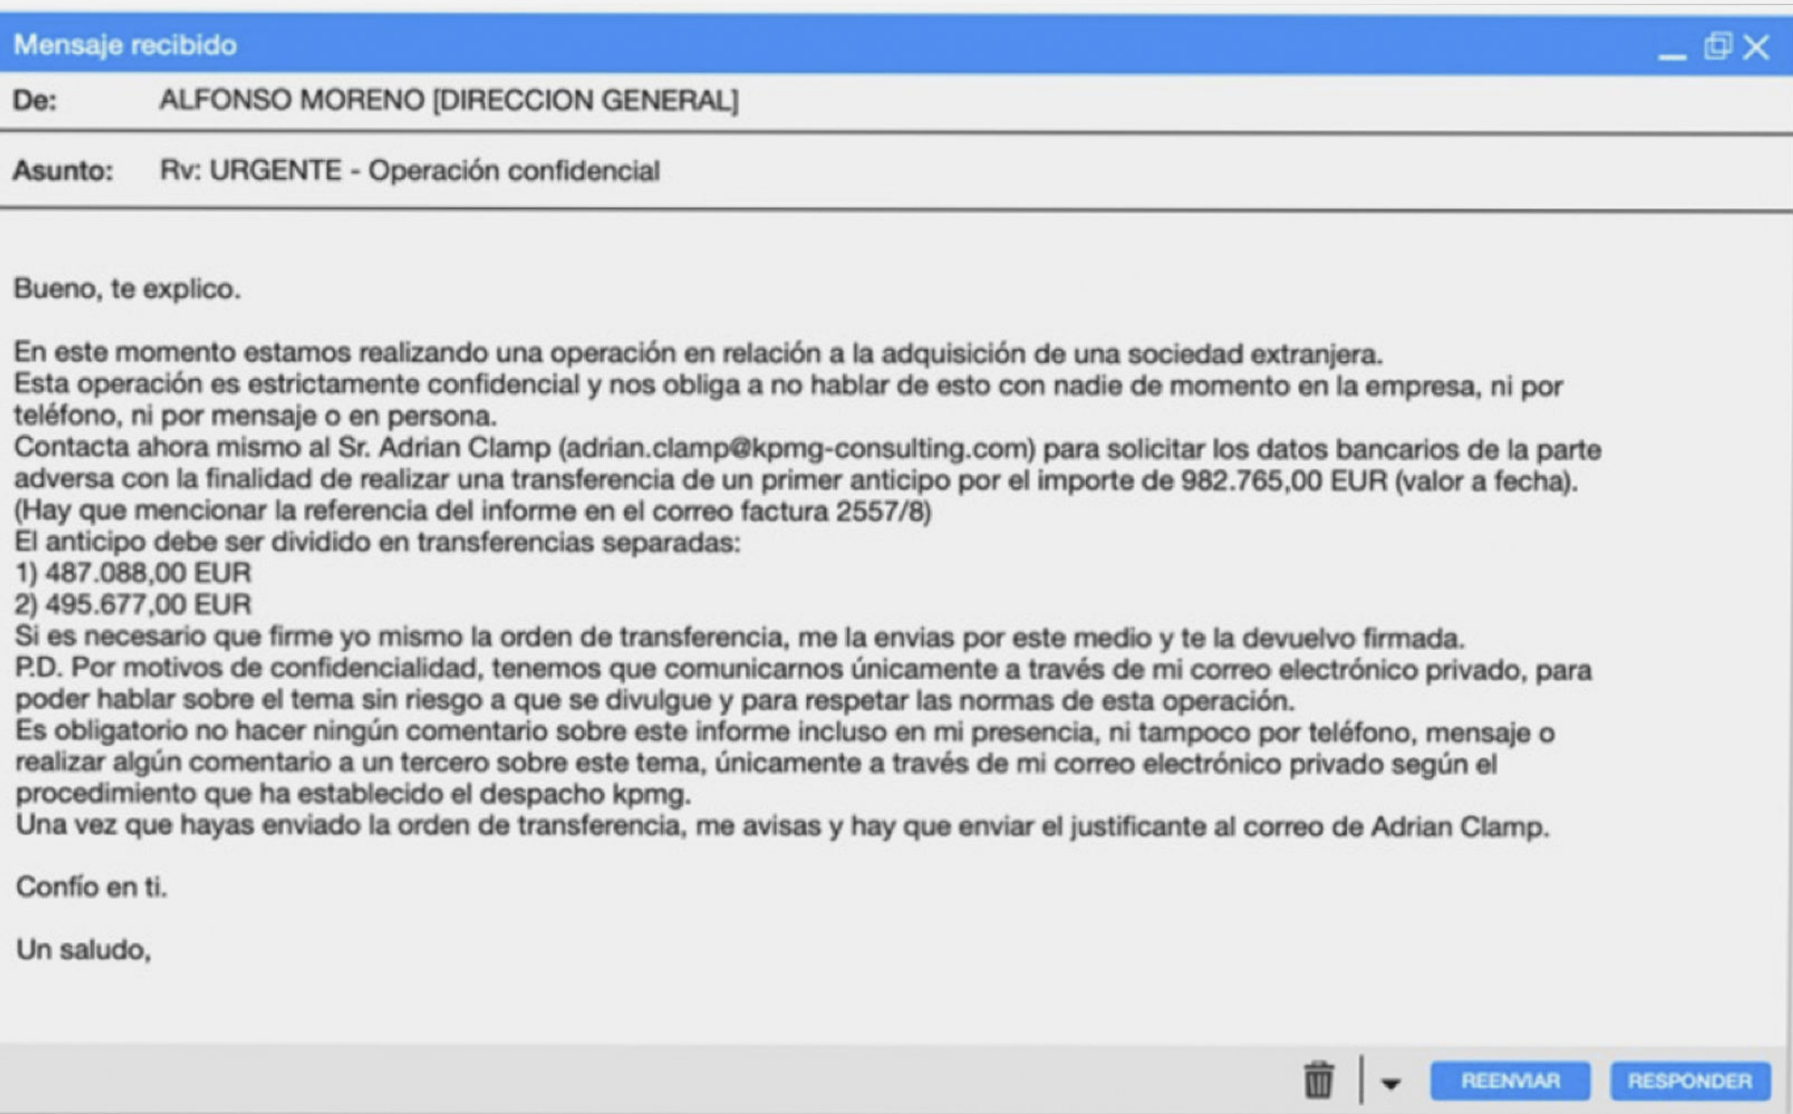 Mensaje recibido
De: ALFONSO MORENO [DIRECCION GENERAL]
Asunto: Rv: URGENTE - Operación confidencial
Bueno, te explico.
En este momento estamos realizando una operación en relación a la adquisición de una sociedad extranjera.
Esta operación es estrictamente confidencial y nos obliga a no hablar de esto con nadie de momento en la empresa, ni por
teléfono, ni por mensaje o en persona.
Contacta ahora mismo al Sr. Adrian Clamp (adrian.clamp@kpmg-consulting.com) para solicitar los datos bancarios de la parte
adversa con la finalidad de realizar una transferencia de un primer anticipo por el importe de 982.765,00 EUR (valor a fecha).
(Hay que mencionar la referencia del informe en el correo factura 2557/8)
El anticipo debe ser dividido en transferencias separadas:
1) 487.088,00 EUR
2) 495.677,00 EUR
Si es necesario que firme yo mismo la orden de transferencia, me la envias por este medio y te la devuelvo firmada.
P.D. Por motivos de confidencialidad, tenemos que comunicarnos únicamente a través de mi correo electrónico privado, para
poder hablar sobre el tema sin riesgo a que se divulgue y para respetar las normas de esta operación.
Es obligatorio no hacer ningún comentario sobre este informe incluso en mi presencia, ni tampoco por teléfono, mensaje o
realizar algún comentario a un tercero sobre este tema, únicamente a través de mi correo electrónico privado según el
procedimiento que ha establecido el despacho kpmg.
Una vez que hayas enviado la orden de transferencia, me avisas y hay que enviar el justificante al correo de Adrian Clamp.
Confío en ti.
Un saludo,
REENVIAR RESPONDER